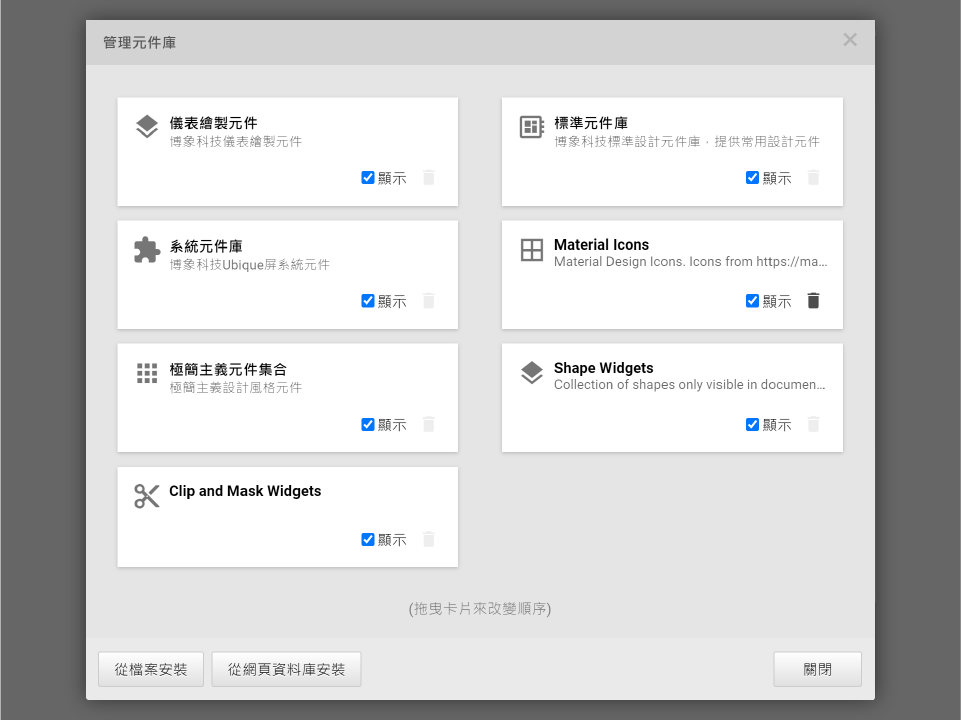 管理元件庫
儀表繪製元件
博象科技儀表繪製元件
顯示
標準元件庫
博象科技標準設計元件庫，提供常用設計元件
顯示
系統元件庫
博象科技Ubique屏系統元件
顯示
Material Icons
Material Design Icons. Icons from https://ma...
顯示
極簡主義元件集合
極簡主義設計風格元件
顯示
Shape Widgets
Collection of shapes only visible in documen...
顯示
Clip and Mask Widgets
顯示
(拖曳卡片來改變順序)
從檔案安裝
從網頁資料庫安裝
關閉